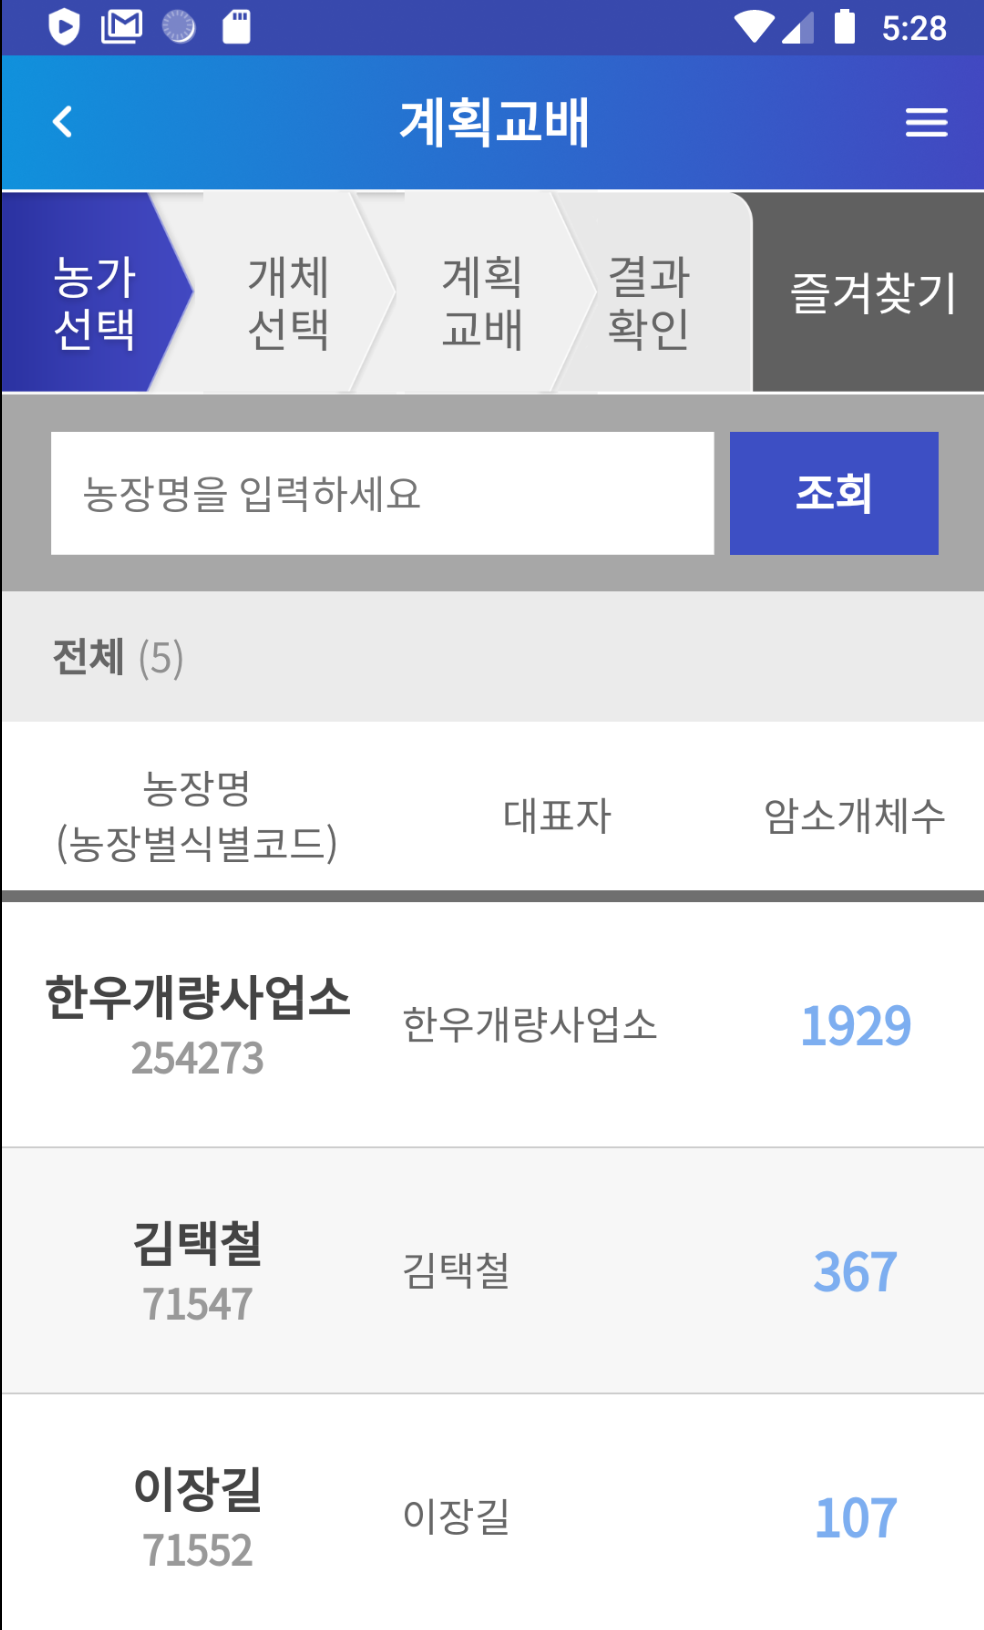 5:28
계획교배
농가
선택
개체
선택
계획
교배
결과
확인
즐겨찾기
농장명을 입력하세요
조회
전체 (5)
농장명
(농장별식별코드)
대표자
암소개체수
한우개량사업소
254273
한우개량사업소
1929
김택철
71547
김택철
367
이장길
71552
이장길
107